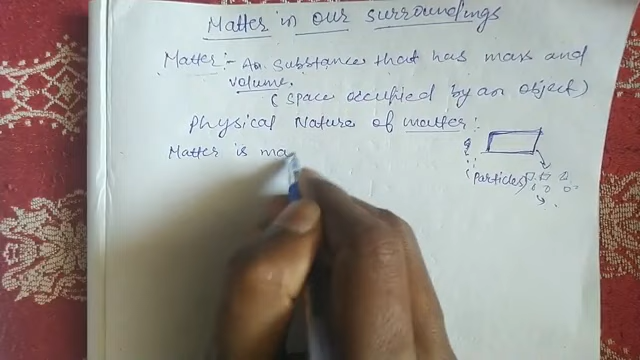 Matter in our surroundings
Matter :- An substance that has mass and
volume.
( space occupied by an object)
Physical Nature of matter :-
Matter is ma
(particles)